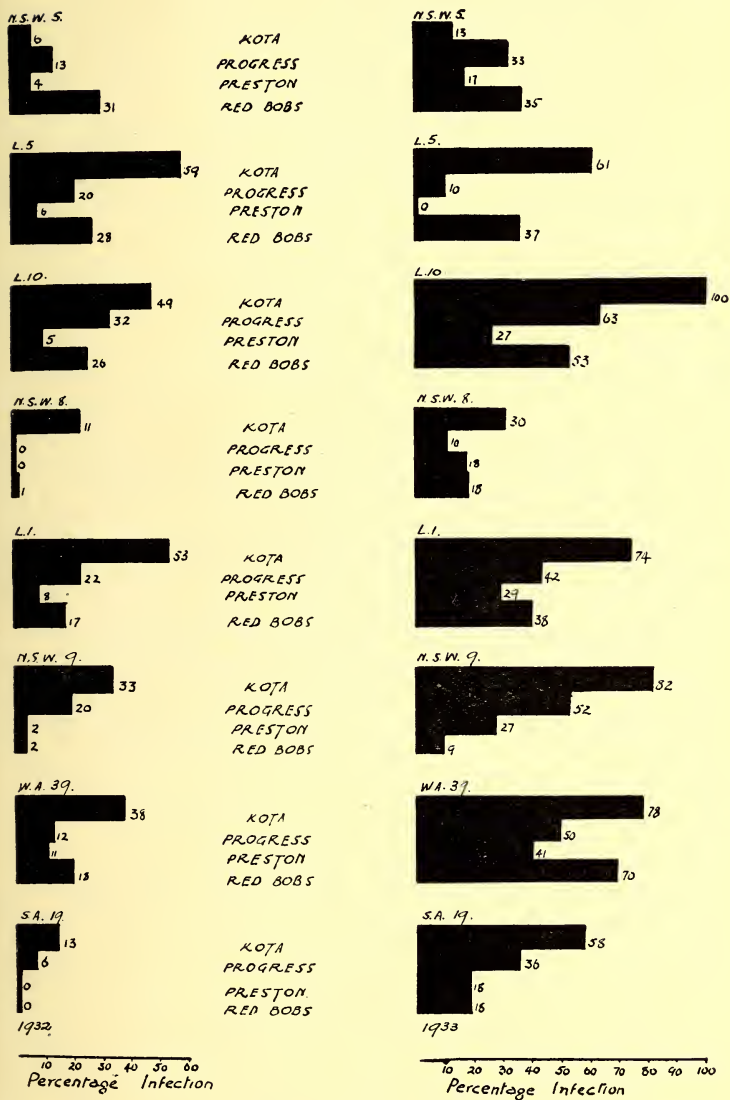 N.S.W. 5. N.S.W. 5.
6 KOTA 13
13 PROGRESS 33
4 PRESTON 17
31 RED BOBS 35
L.5 L.5.
59 KOTA 61
20 PROGRESS 10
6 PRESTON 0
28 RED BOBS 37
L.10. L.10
49 KOTA 100
32 PROGRESS 63
5 PRESTON 27
26 RED BOBS 53
N.S.W. 8. N.S.W. 8.
11 KOTA 30
0 PROGRESS 10
0 PRESTON 18
1 RED BOBS 18
L.1. L.1.
53 KOTA 74
22 PROGRESS 42
8 PRESTON 29
17 RED BOBS 38
N.S.W. 9. N.S.W. 9.
33 KOTA 82
20 PROGRESS 52
2 PRESTON 27
2 RED BOBS 9
W.A. 39. W.A. 39.
38 KOTA 78
12 PROGRESS 50
11 PRESTON 41
18 RED BOBS 70
S.A. 19. S.A. 19.
13 KOTA 58
6 PROGRESS 36
0 PRESTON. 18
0 RED BOBS 18
1932. 1933
10 20 30 40 50 60 10 20 30 40 50 60 70 80 90 100
Percentage Infection Percentage Infection